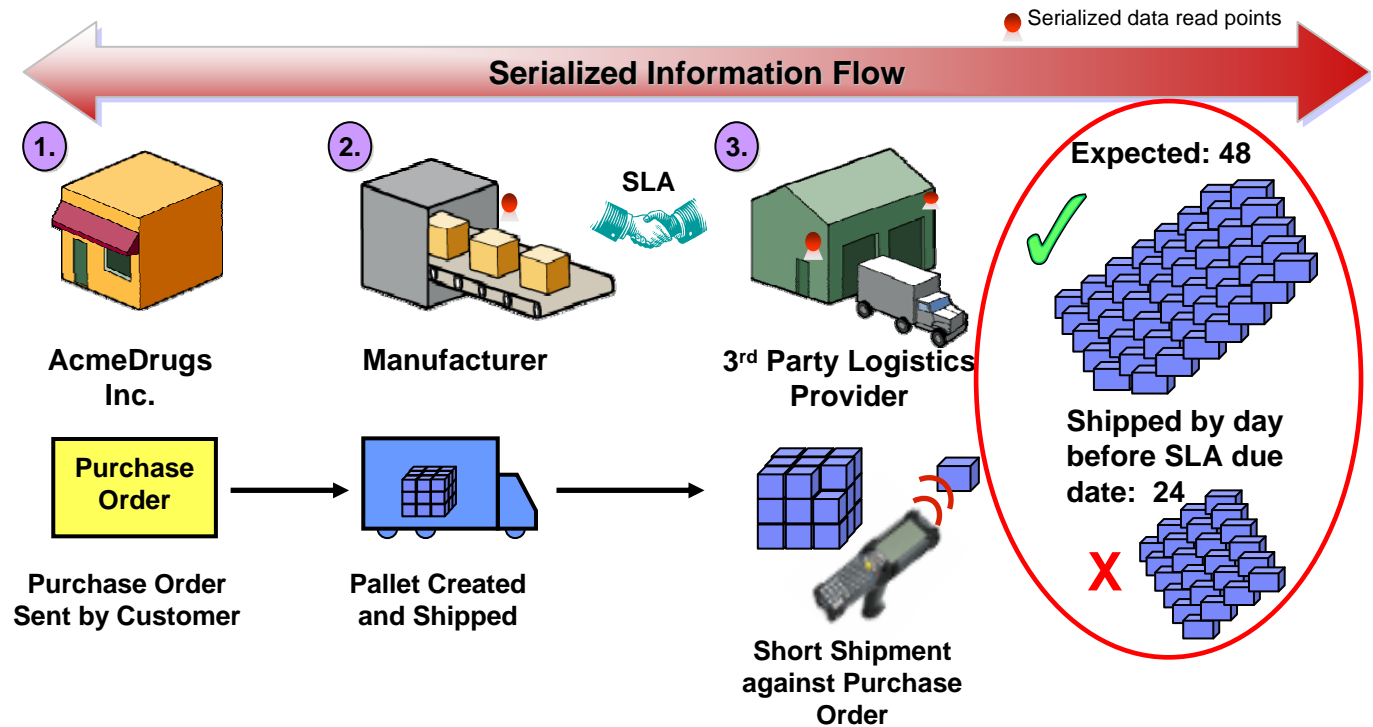 Serialized data read points
Serialized Information Flow
1.
2.
3.
SLA
Expected: 48
AcmeDrugs
Inc.
Manufacturer
3rd Party Logistics
Provider
Shipped by day
before SLA due
date: 24
Purchase
Order
X
Purchase Order
Sent by Customer
Pallet Created
and Shipped
Short Shipment
against Purchase
Order